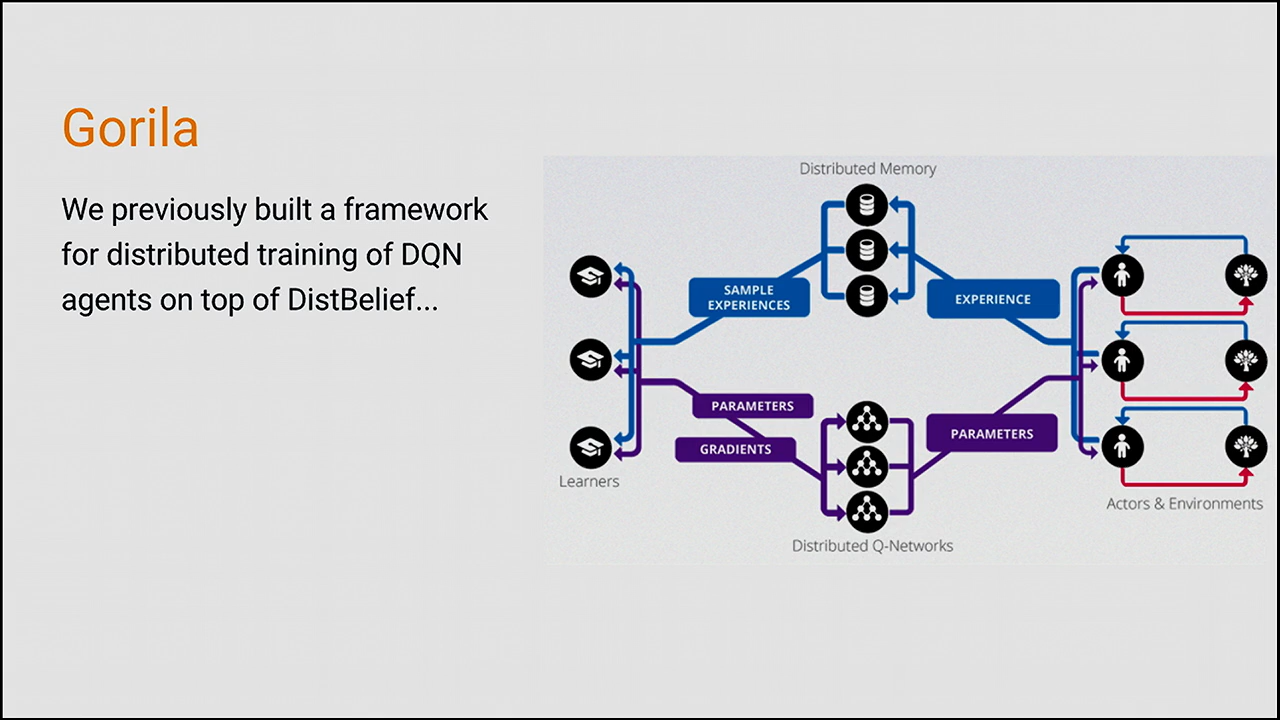 Gorila
We previously built a framework
for distributed training of DQN
agents on top of DistBelief...
Distributed Memory
SAMPLE
EXPERIENCES
EXPERIENCE
PARAMETERS
GRADIENTS
PARAMETERS
Learners
Actors & Environments
Distributed Q-Networks